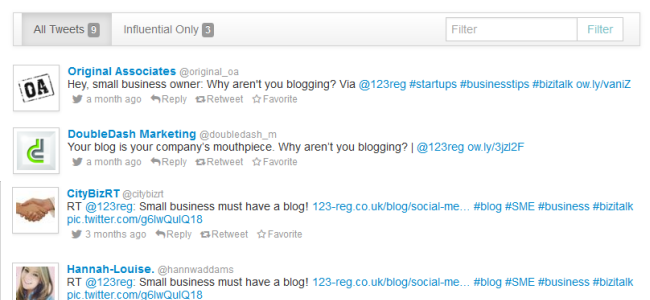 All Tweets 9 Influential Only 3 Filter Filter
OA
Original Associates @original_oa
Hey, small business owner: Why aren't you blogging? Via @123reg #startups #businesstips #bizitalk ow.ly/vaniZ
a month ago Reply Retweet Favorite
DoubleDash Marketing @doubledash_m
Your blog is your company's mouthpiece. Why aren't you blogging? | @123reg ow.ly/3jzl2F
a month ago Reply Retweet Favorite
CityBizRT @citybizrt
RT @123reg: Small business must have a blog! 123-reg.co.uk/blog/social-me... #blog #SME #business #bizitalk
pic.twitter.com/g6lwQulQ18
3 months ago Reply Retweet Favorite
Hannah-Louise. @hannwaddams
RT @123reg: Small business must have a blog! 123-reg.co.uk/blog/social-me... #blog #SME #business #bizitalk
pic.twitter.com/g6lwQulQ18